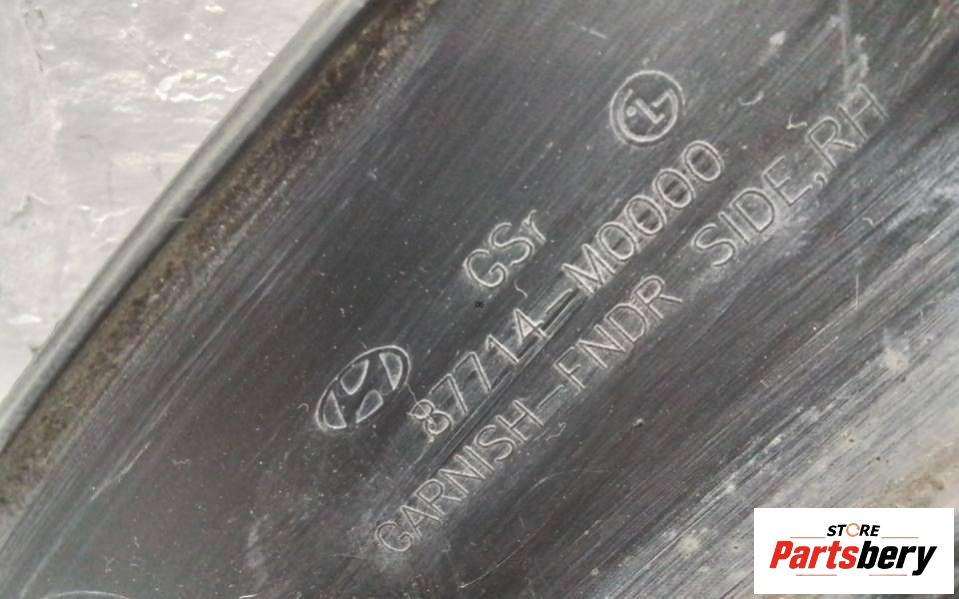 GSr
87714-M0000
GARNISH-FNDR SIDE,RH
STORE
Partsbery